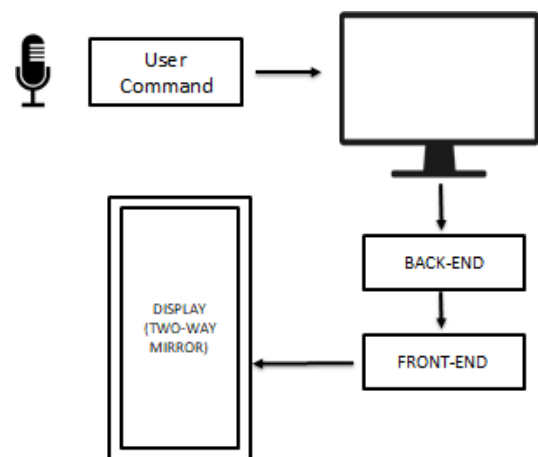 User
Command
BACK-END
DISPLAY
(TWO-WAY
MIRROR)
FRONT-END